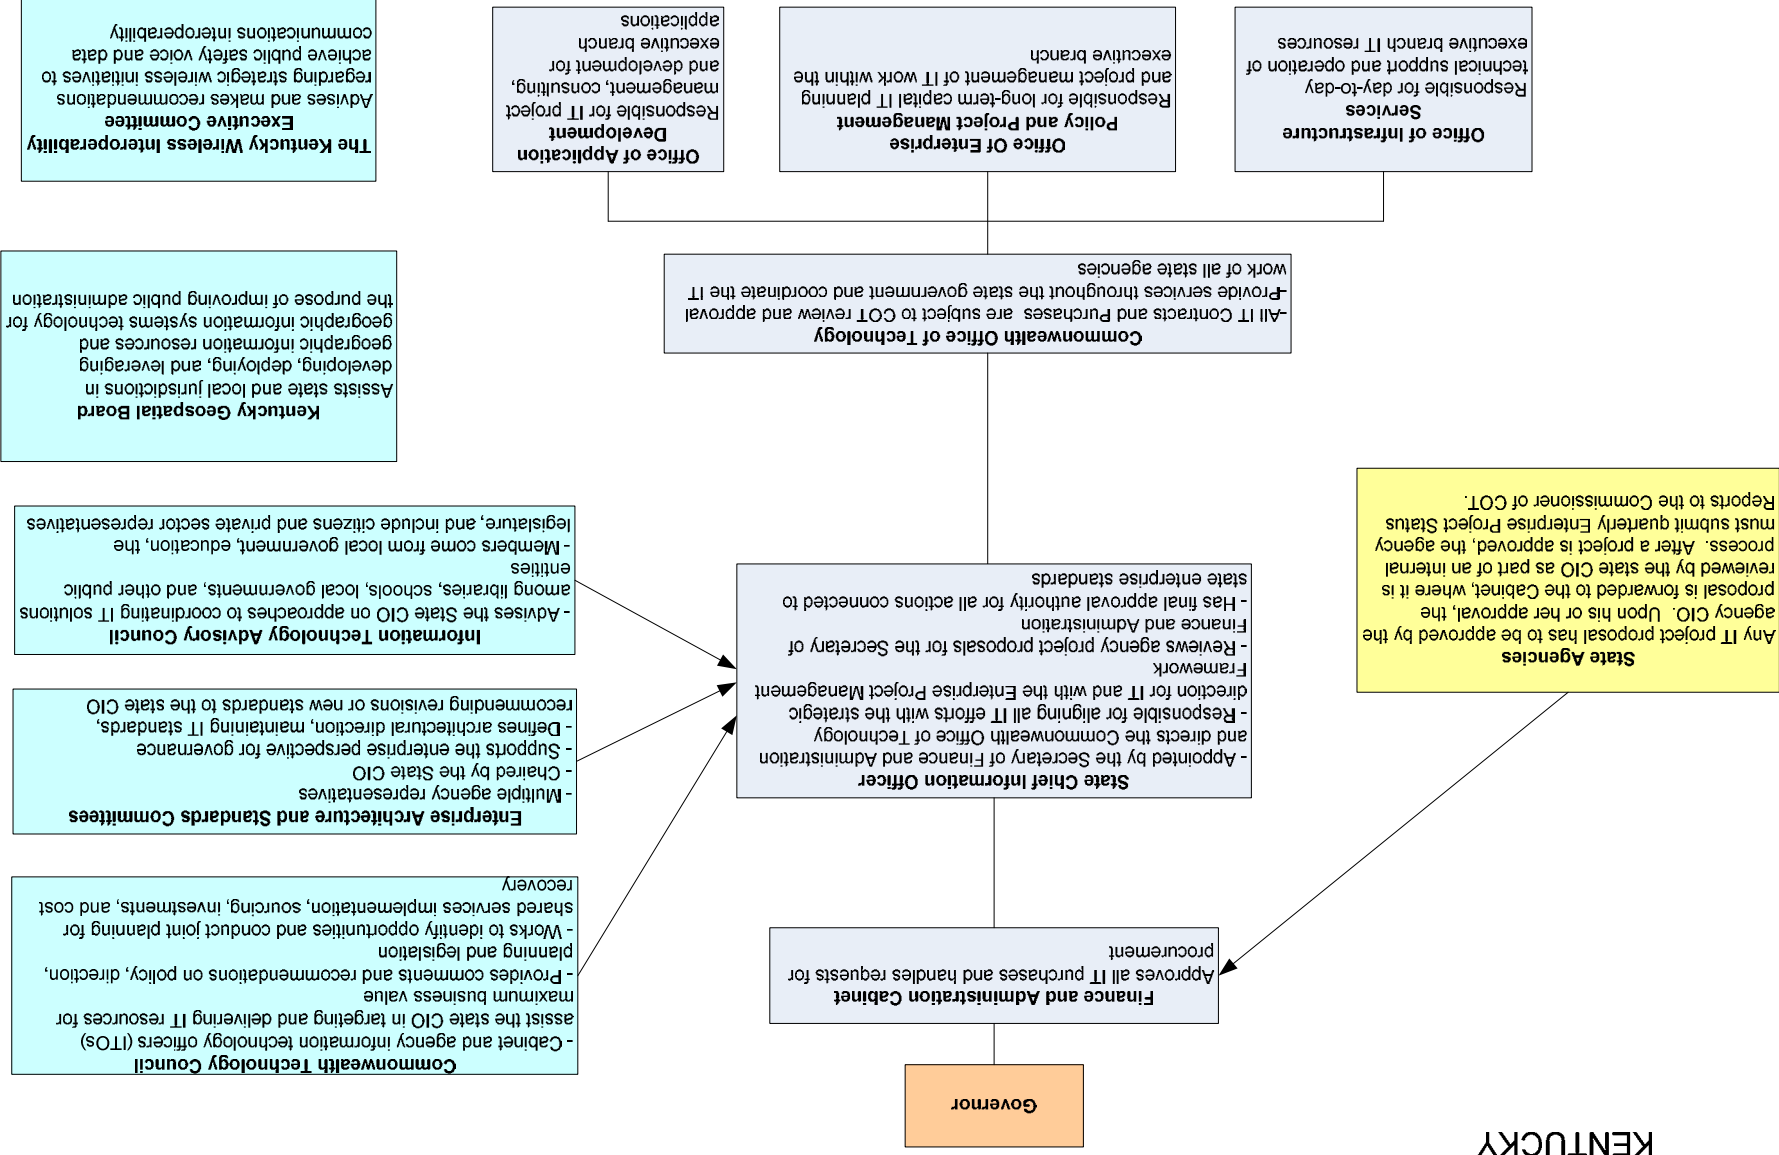 KENTUCKY
Governor
Finance and Administration Cabinet
Approves all IT purchases and handles requests for
procurement
Commonwealth Technology Council
- Cabinet and agency information technology officers (ITOs)
assist the state CIO in targeting and delivering IT resources for
maximum business value
- Provides comments and recommendations on policy, direction,
planning and legislation
- Works to identify opportunities and conduct joint planning for
shared services implementation, sourcing, investments, and cost
recovery
State Chief Information Officer
- Appointed by the Secretary of Finance and Administration
and directs the Commonwealth Office of Technology
- Responsible for aligning all IT efforts with the strategic
direction for IT and with the Enterprise Project Management
Framework
- Reviews agency project proposals for the Secretary of
Finance and Administration
- Has final approval authority for all actions connected to
state enterprise standards
Enterprise Architecture and Standards Committees
- Multiple agency representatives
- Chaired by the State CIO
- Supports the enterprise perspective for governance
- Defines architectural direction, maintaining IT standards,
recommending revisions or new standards to the state CIO
State Agencies
Any IT project proposal has to be approved by the
agency CIO.  Upon his or her approval, the
proposal is forwarded to the Cabinet, where it is
reviewed by the state CIO as part of an internal
process.  After a project is approved, the agency
must submit quarterly Enterprise Project Status
Reports to the Commissioner of COT.
Information Technology Advisory Council
- Advises the State CIO on approaches to coordinating IT solutions
among libraries, schools, local governments, and other public
entities
- Members come from local government, education, the
legislature, and include citizens and private sector representatives
Kentucky Geospatial Board
Assists state and local jurisdictions in
developing, deploying, and leveraging
geographic information resources and
geographic information systems technology for
the purpose of improving public administration
Commonwealth Office of Technology
-All IT Contracts and Purchases  are subject to COT review and approval
-Provide services throughout the state government and coordinate the IT
work of all state agencies
Office of Infrastructure
Services
Responsible for day-to-day
technical support and operation of
executive branch IT resources
Office Of Enterprise
Policy and Project Management
Responsible for long-term capital IT planning
and project management of IT work within the
executive branch
Office of Application
Development
Responsible for IT project
management, consulting,
and development for
executive branch
applications
The Kentucky Wireless Interoperability
Executive Committee
Advises and makes recommendations
regarding strategic wireless initiatives to
achieve public safety voice and data
communications interoperability